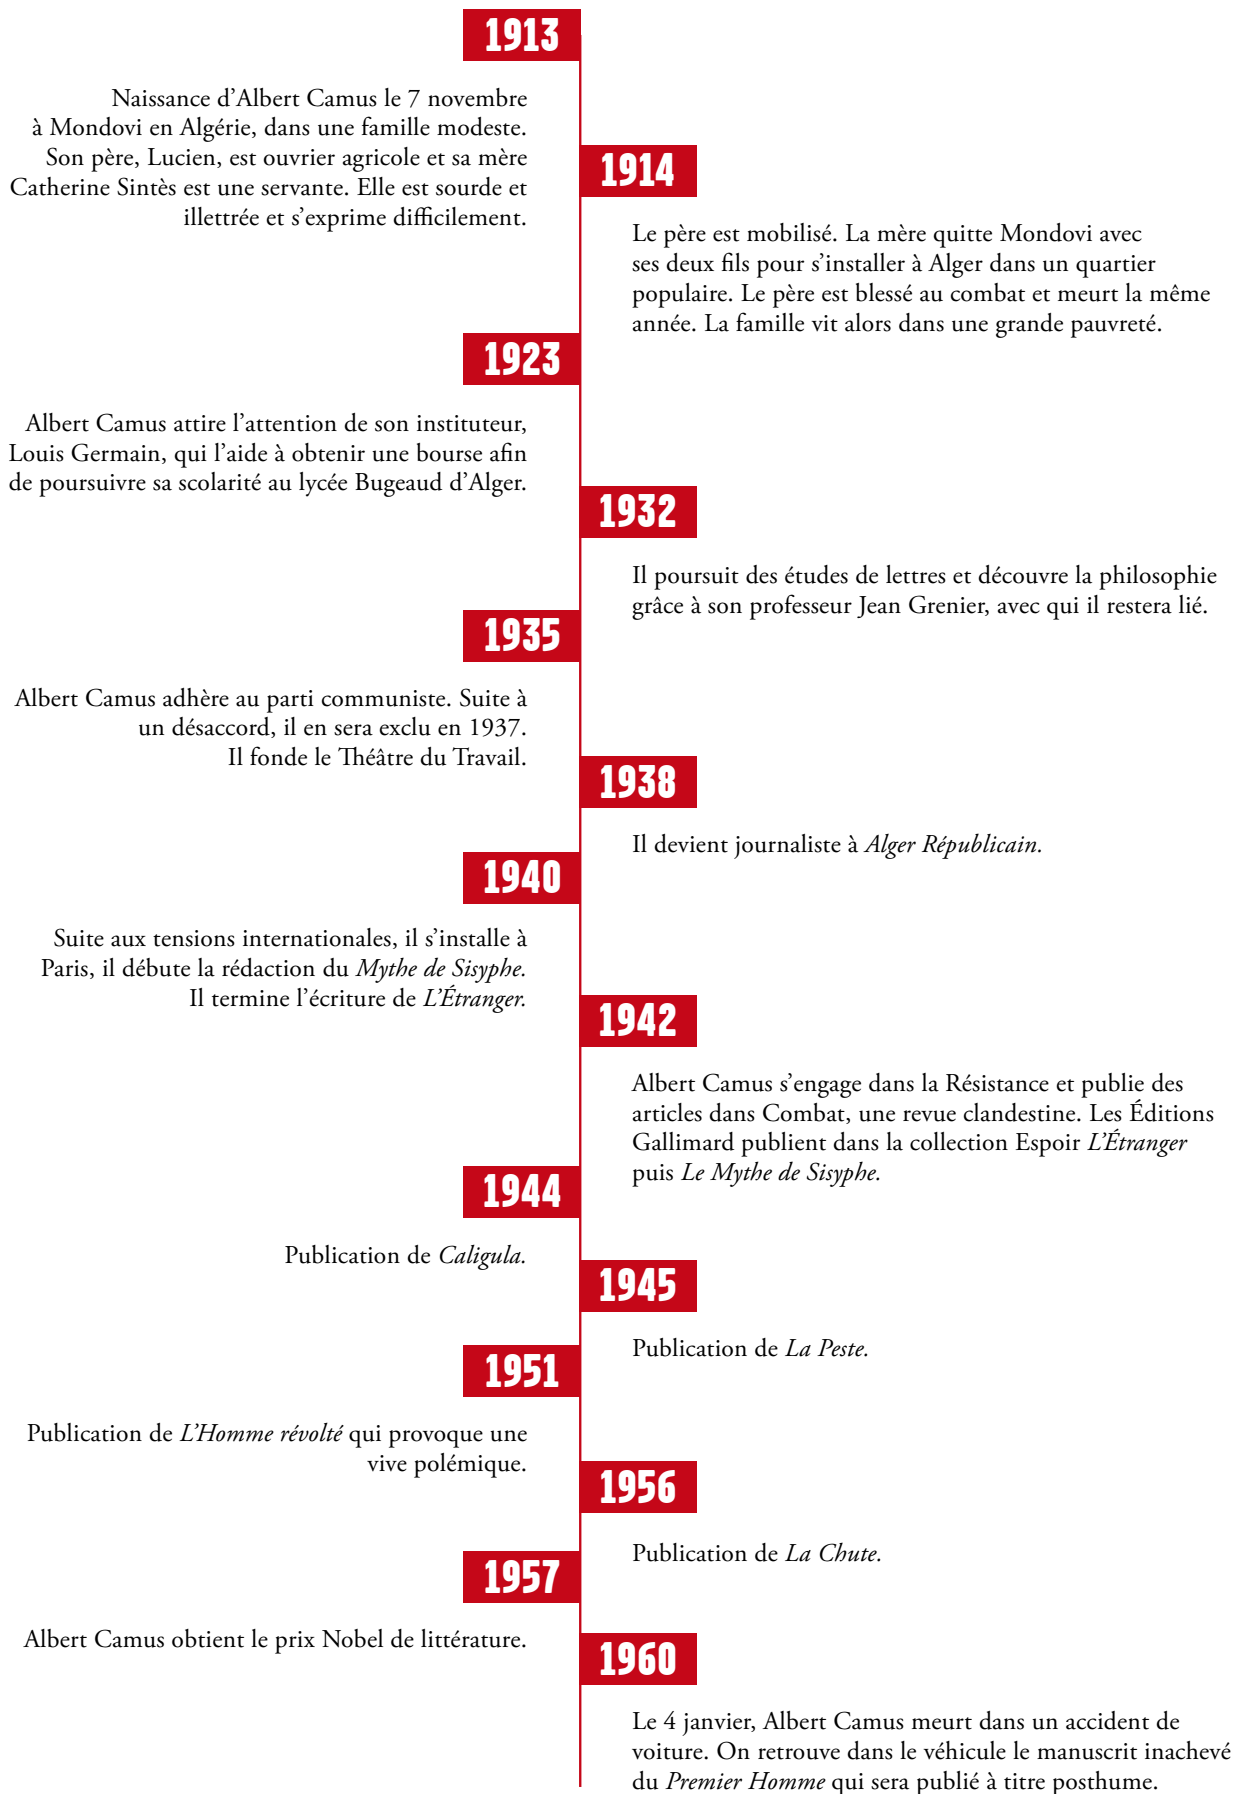 1913
Naissance d’Albert Camus le 7 novembre
à Mondovi en Algérie, dans une famille modeste.
Son père, Lucien, est ouvrier agricole et sa mère
Catherine Sintès est une servante. Elle est sourde et
illettrée et s’exprime difficilement.
1914
Le père est mobilisé. La mère quitte Mondovi avec
ses deux fils pour s’installer à Alger dans un quartier
populaire. Le père est blessé au combat et meurt la même
année. La famille vit alors dans une grande pauvreté.
1923
Albert Camus attire l’attention de son instituteur,
Louis Germain, qui l’aide à obtenir une bourse afin
de poursuivre sa scolarité au lycée Bugeaud d’Alger.
1932
Il poursuit des études de lettres et découvre la philosophie
grâce à son professeur Jean Grenier, avec qui il restera lié.
1935
Albert Camus adhère au parti communiste. Suite à
un désaccord, il en sera exclu en 1937.
Il fonde le Théâtre du Travail.
1938
Il devient journaliste à Alger Républicain.
1940
Suite aux tensions internationales, il s’installe à
Paris, il débute la rédaction du Mythe de Sisyphe.
Il termine l’écriture de L’Étranger.
1942
Albert Camus s’engage dans la Résistance et publie des
articles dans Combat, une revue clandestine. Les Éditions
Gallimard publient dans la collection Espoir L’Étranger
puis Le Mythe de Sisyphe.
1944
Publication de Caligula.
1945
Publication de La Peste.
1951
Publication de L’Homme révolté qui provoque une
vive polémique.
1956
Publication de La Chute.
1957
Albert Camus obtient le prix Nobel de littérature.
1960
Le 4 janvier, Albert Camus meurt dans un accident de
voiture. On retrouve dans le véhicule le manuscrit inachevé
du Premier Homme qui sera publié à titre posthume.